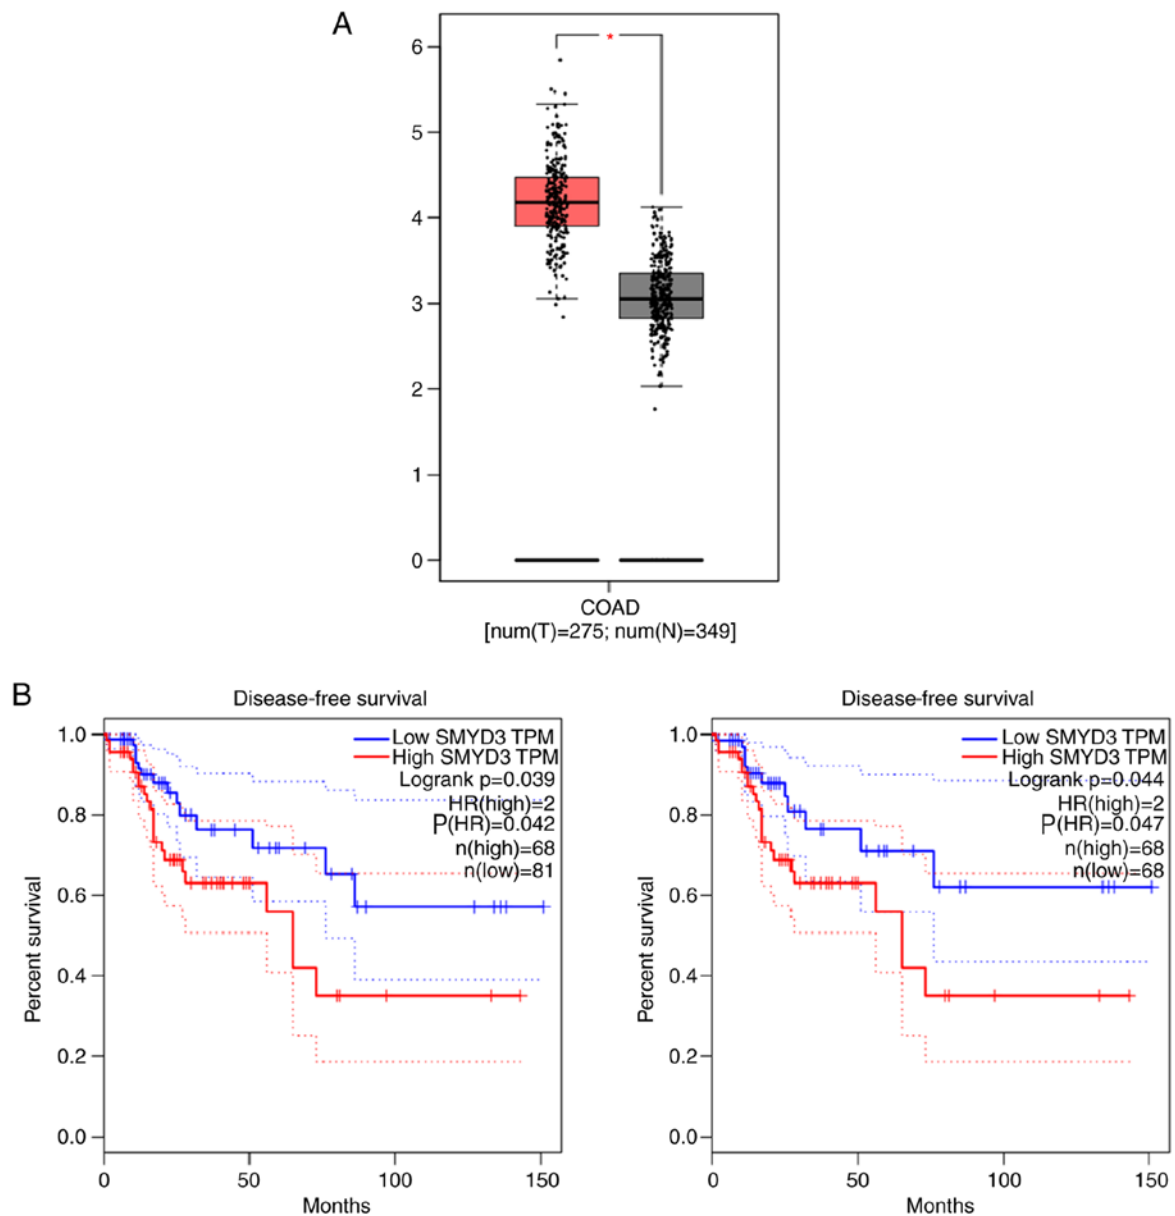 A
*
6
5
4
3
2
1
0
COAD
[num(T)=275; num(N)=349]
B
Disease-free survival
Low SMYD3 TPM
High SMYD3 TPM
Logrank p=0.039
HR(high)=2
P(HR)=0.042
n(high)=68
n(low)=81
Percent survival
1.0
0.8
0.6
0.4
0.2
0.0
0 50 100 150
Months
Disease-free survival
Low SMYD3 TPM
High SMYD3 TPM
Logrank p=0.044
HR(high)=2
P(HR)=0.047
n(high)=68
n(low)=68
Percent survival
1.0
0.8
0.6
0.4
0.2
0.0
0 50 100 150
Months